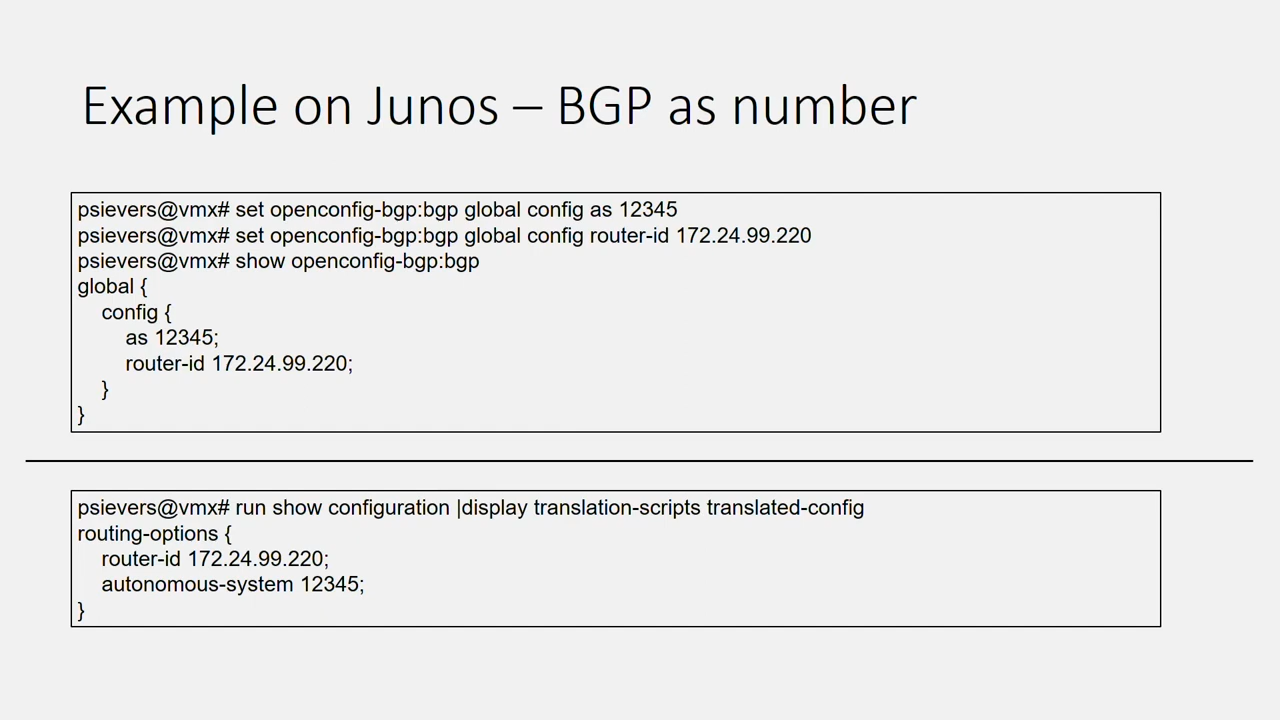 Example on Junos – BGP as number
psievers@vmx# set openconfig-bgp:bgp global config as 12345
psievers@vmx# set openconfig-bgp:bgp global config router-id 172.24.99.220
psievers@vmx# show openconfig-bgp:bgp
global {
    config {
        as 12345;
        router-id 172.24.99.220;
    }
}
psievers@vmx# run show configuration |display translation-scripts translated-config
routing-options {
    router-id 172.24.99.220;
    autonomous-system 12345;
}